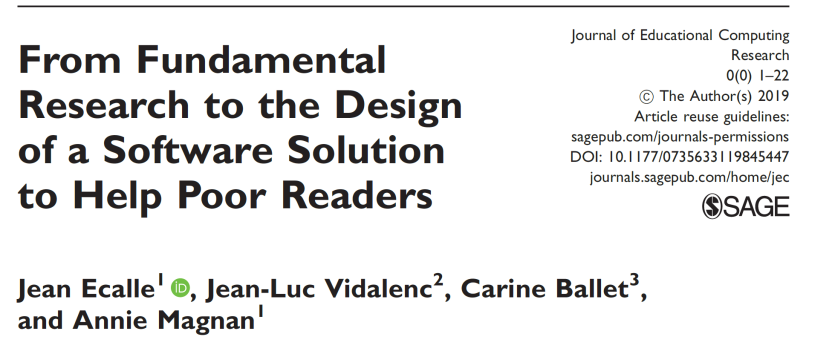 From Fundamental
Research to the Design
of a Software Solution
to Help Poor Readers
Journal of Educational Computing
Research
0(0) 1–22
© The Author(s) 2019
Article reuse guidelines:
sagepub.com/journals-permissions
DOI: 10.1177/0735633119845447
journals.sagepub.com/home/jec
SAGE
Jean Ecalle1 iD, Jean-Luc Vidalenc2, Carine Ballet3,
and Annie Magnan1